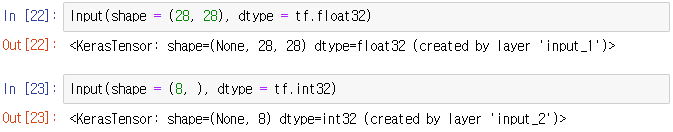 In [22]: Input(shape = (28, 28), dtype = tf.float32)
Out[22]: <KerasTensor: shape=(None, 28, 28) dtype=float32 (created by layer 'input_1')>
In [23]: Input(shape = (8, ), dtype = tf.int32)
Out[23]: <KerasTensor: shape=(None, 8) dtype=int32 (created by layer 'input_2')>